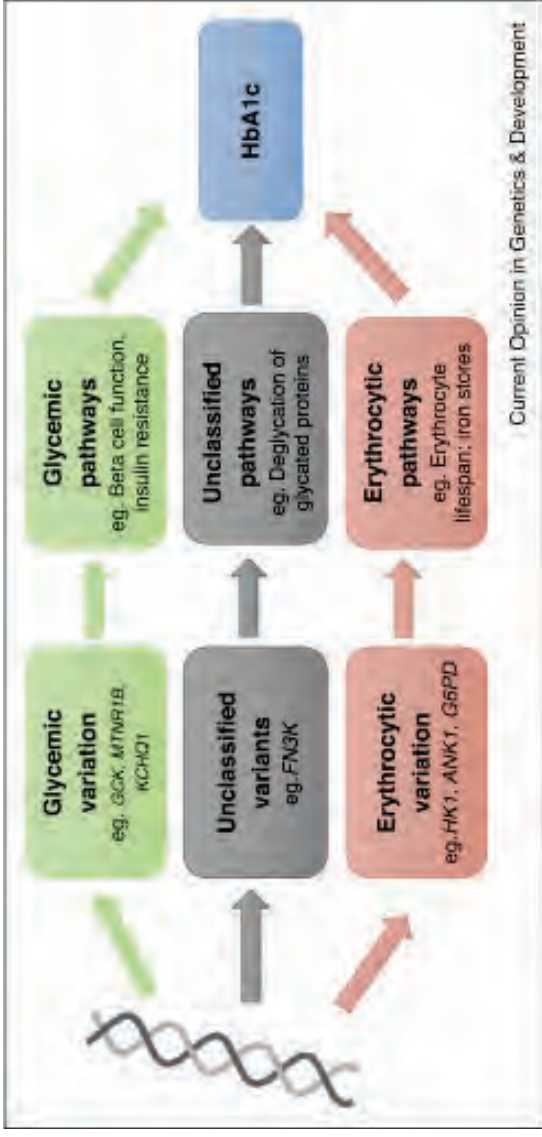 Glycemic
variation
eg. GCK, MTNR1B,
KCHQ1
Glycemic
pathways
eg. Beta cell function,
insulin resistance
Unclassified
variants
eg.FN3K
Unclassified
pathways
eg. Deglycation of
glycated proteins
HbA1c
Erythrocytic
variation
eg.HK1, ANK1, G6PD
Erythrocytic
pathways
eg. Erythrocyte
lifespan; iron stores
Current Opinion in Genetics & Development